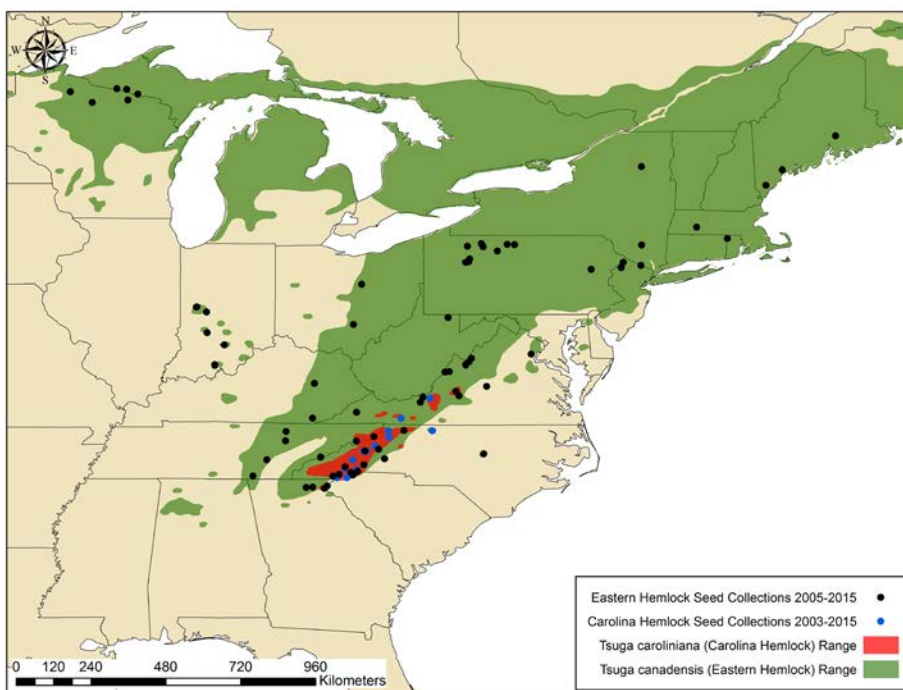 N
W E
S
Eastern Hemlock Seed Collections 2005-2015
Carolina Hemlock Seed Collections 2003-2015
Tsuga caroliniana (Carolina Hemlock) Range
Tsuga canadensis (Eastern Hemlock) Range
0 120 240 480 720 960
Kilometers